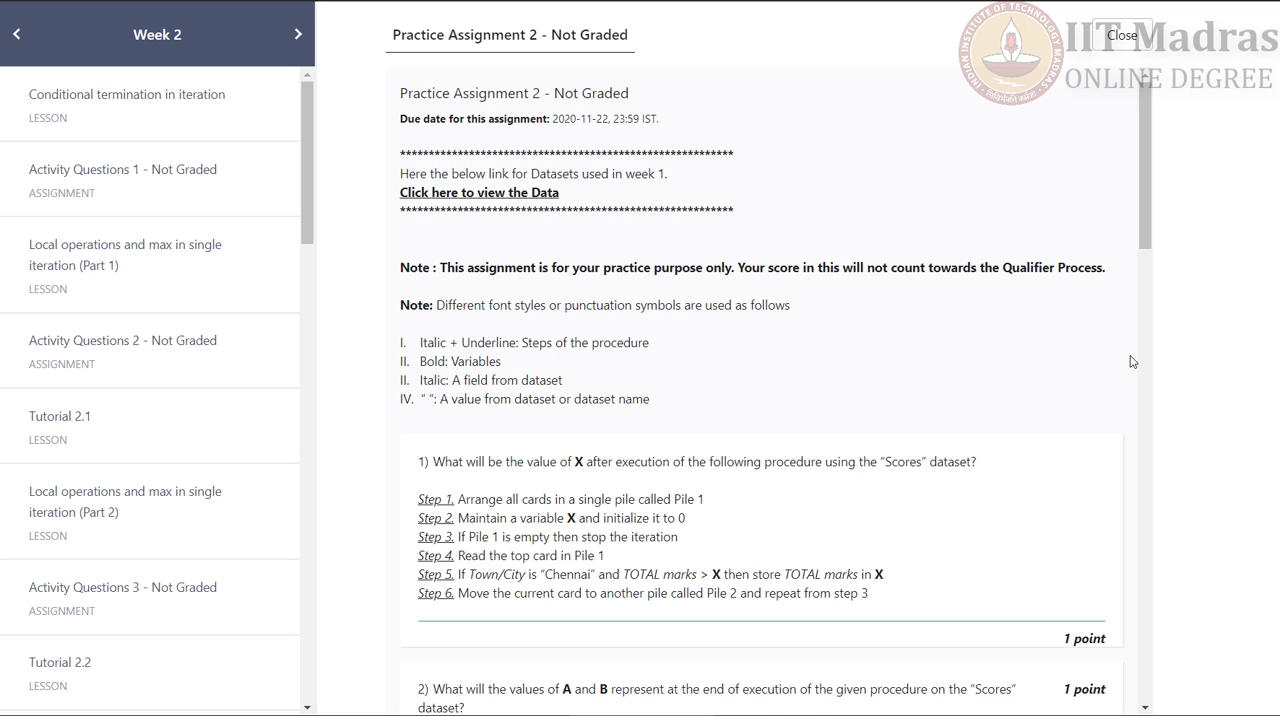 Week 2
Conditional termination in iteration
LESSON
Activity Questions 1 - Not Graded
ASSIGNMENT
Local operations and max in single
iteration (Part 1)
LESSON
Activity Questions 2 - Not Graded
ASSIGNMENT
Tutorial 2.1
LESSON
Local operations and max in single
iteration (Part 2)
LESSON
Activity Questions 3 - Not Graded
ASSIGNMENT
Tutorial 2.2
LESSON
Practice Assignment 2 - Not Graded
Close
IIT Madras
ONLINE DEGREE
INDIAN INSTITUTE OF TECHNOLOGY MADRAS
Practice Assignment 2 - Not Graded
Due date for this assignment: 2020-11-22, 23:59 IST.
**********************************************************
Here the below link for Datasets used in week 1.
Click here to view the Data
**********************************************************
Note : This assignment is for your practice purpose only. Your score in this will not count towards the Qualifier Process.
Note: Different font styles or punctuation symbols are used as follows
I. Italic + Underline: Steps of the procedure
II. Bold: Variables
II. Italic: A field from dataset
IV. “ ”: A value from dataset or dataset name
1) What will be the value of X after execution of the following procedure using the “Scores” dataset?
Step 1. Arrange all cards in a single pile called Pile 1
Step 2. Maintain a variable X and initialize it to 0
Step 3. If Pile 1 is empty then stop the iteration
Step 4. Read the top card in Pile 1
Step 5. If Town/City is “Chennai” and TOTAL marks > X then store TOTAL marks in X
Step 6. Move the current card to another pile called Pile 2 and repeat from step 3
1 point
2) What will the values of A and B represent at the end of execution of the given procedure on the “Scores” 1 point
dataset?